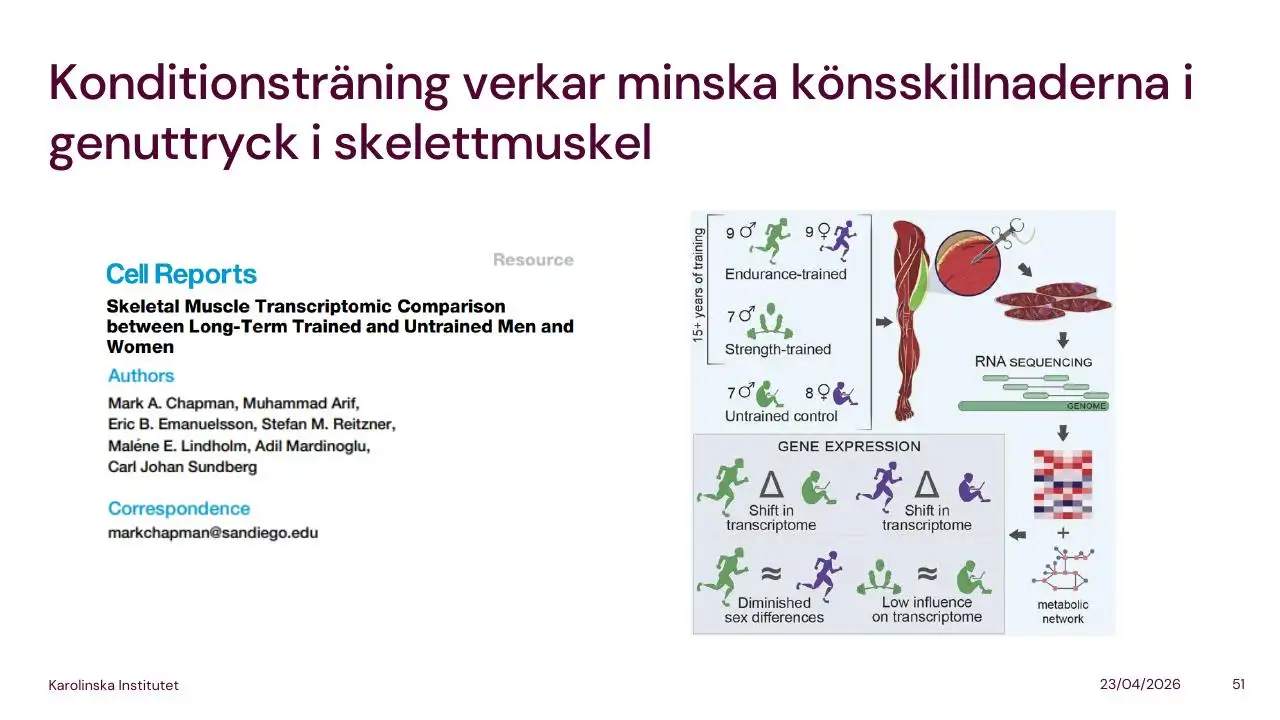 Konditionsträning verkar minska könsskillnaderna i
genuttryck i skelettmuskel
Resource
Cell Reports
Skeletal Muscle Transcriptomic Comparison
between Long-Term Trained and Untrained Men and
Women
Authors
Mark A. Chapman, Muhammad Arif,
Eric B. Emanuelsson, Stefan M. Reitzner,
Maléne E. Lindholm, Adil Mardinoglu,
Carl Johan Sundberg
Correspondence
markchapman@sandiego.edu
15+ years of training
9 ♂ 9 ♀
Endurance-trained
7 ♂
Strength-trained
7 ♂ 8 ♀
Untrained control
RNA SEQUENCING
GENOME
GENE EXPRESSION
Δ Δ
Shift in Shift in
transcriptome transcriptome
≈ ≈
Diminished Low influence
sex differences on transcriptome
+
metabolic
network
Karolinska Institutet
23/04/2026 51